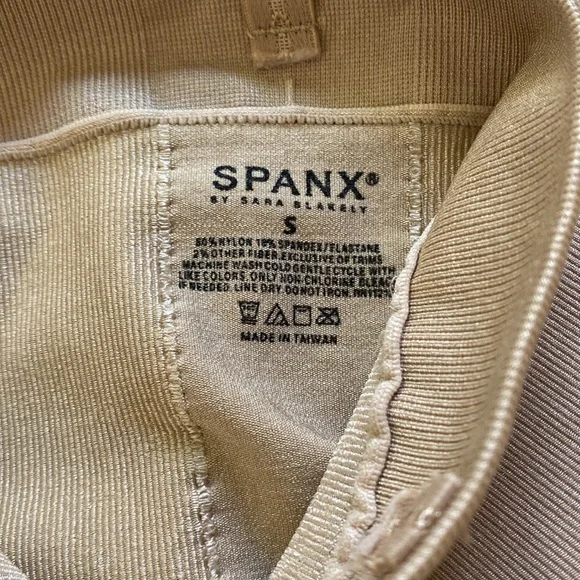 SPANX®
BY SARA BLAKELY
S
80% NYLON 18% SPANDEX/ELASTANE
2% OTHER FIBER. EXCLUSIVE OF TRIMS
MACHINE WASH COLD GENTLE CYCLE WITH
LIKE COLORS. ONLY NON-CHLORINE BLEAC
IF NEEDED. LINE DRY. DO NOT IRON.
MADE IN TAIWAN